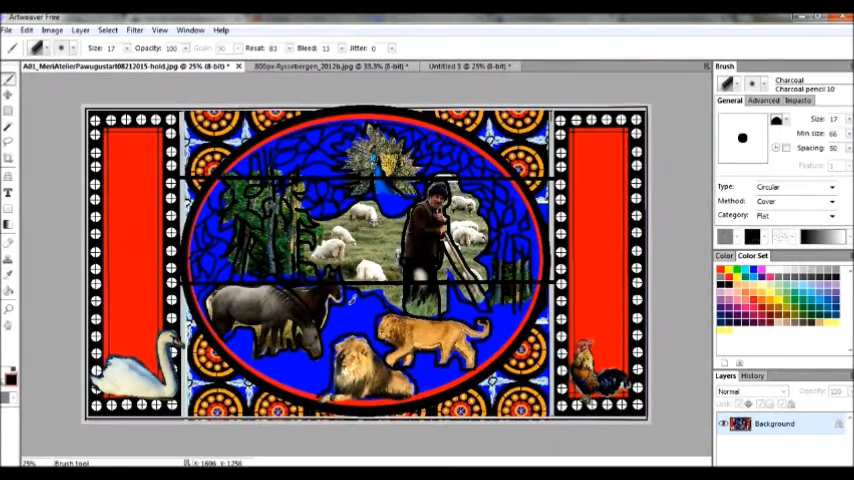 Artweaver Free
File Edit Image Layer Select Filter View Window Help
Size: 17 Opacity: 100 Grain: 50 Resat: 83 Bleed: 13 Jitter: 0
A01_MeriAtelierPawugustart08212015-hold.jpg @ 25% (8-bit) * 800px-Ryssebergen_2012b.jpg @ 33.3% (8-bit) * Untitled 3 @ 25% (8-bit) *
Brush
Charcoal
Charcoal pencil 10
General Advanced Impasto
Size: 17
Min size: 66
Spacing: 50
Feature: 1
Type: Circular
Method: Cover
Category: Flat
Color Color Set
Layers History
Normal Opacity:
Lock:
Background
25% Brush tool X: 1606 Y: 1256